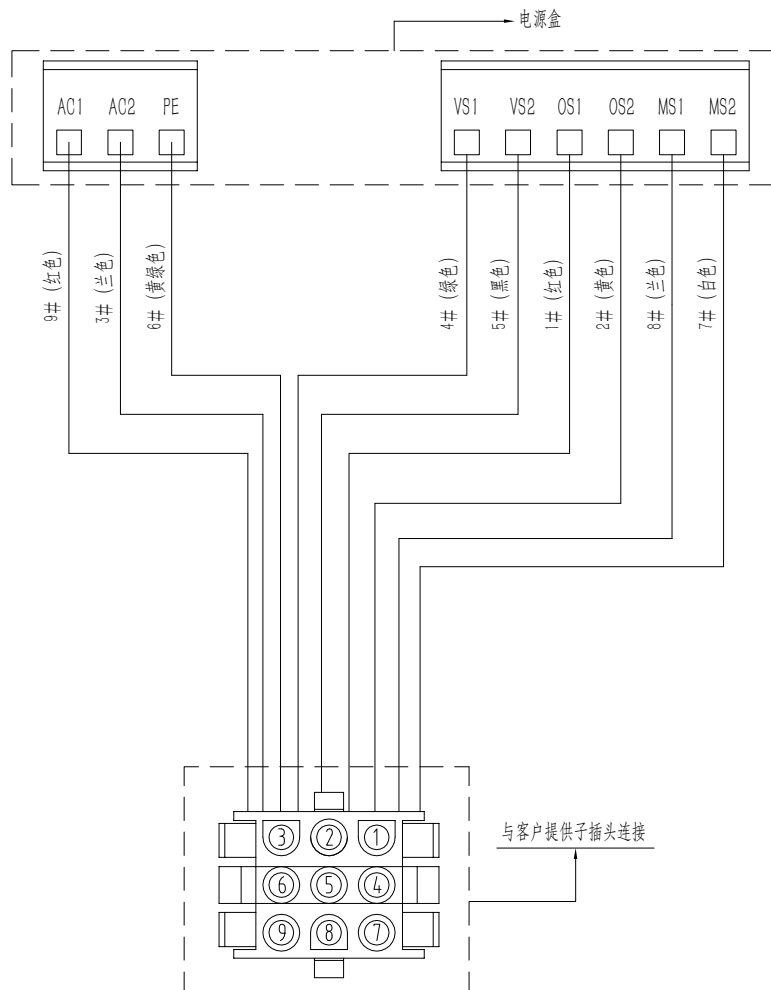 电源盒
AC1 AC2 PE
VS1 VS2 OS1 OS2 MS1 MS2
9# (红色)
3# (兰色)
6# (黄绿色)
4# (绿色)
5# (黑色)
1# (红色)
2# (黄色)
8# (兰色)
7# (白色)
与客户提供子插头连接
3 2 1
6 5 4
9 8 7